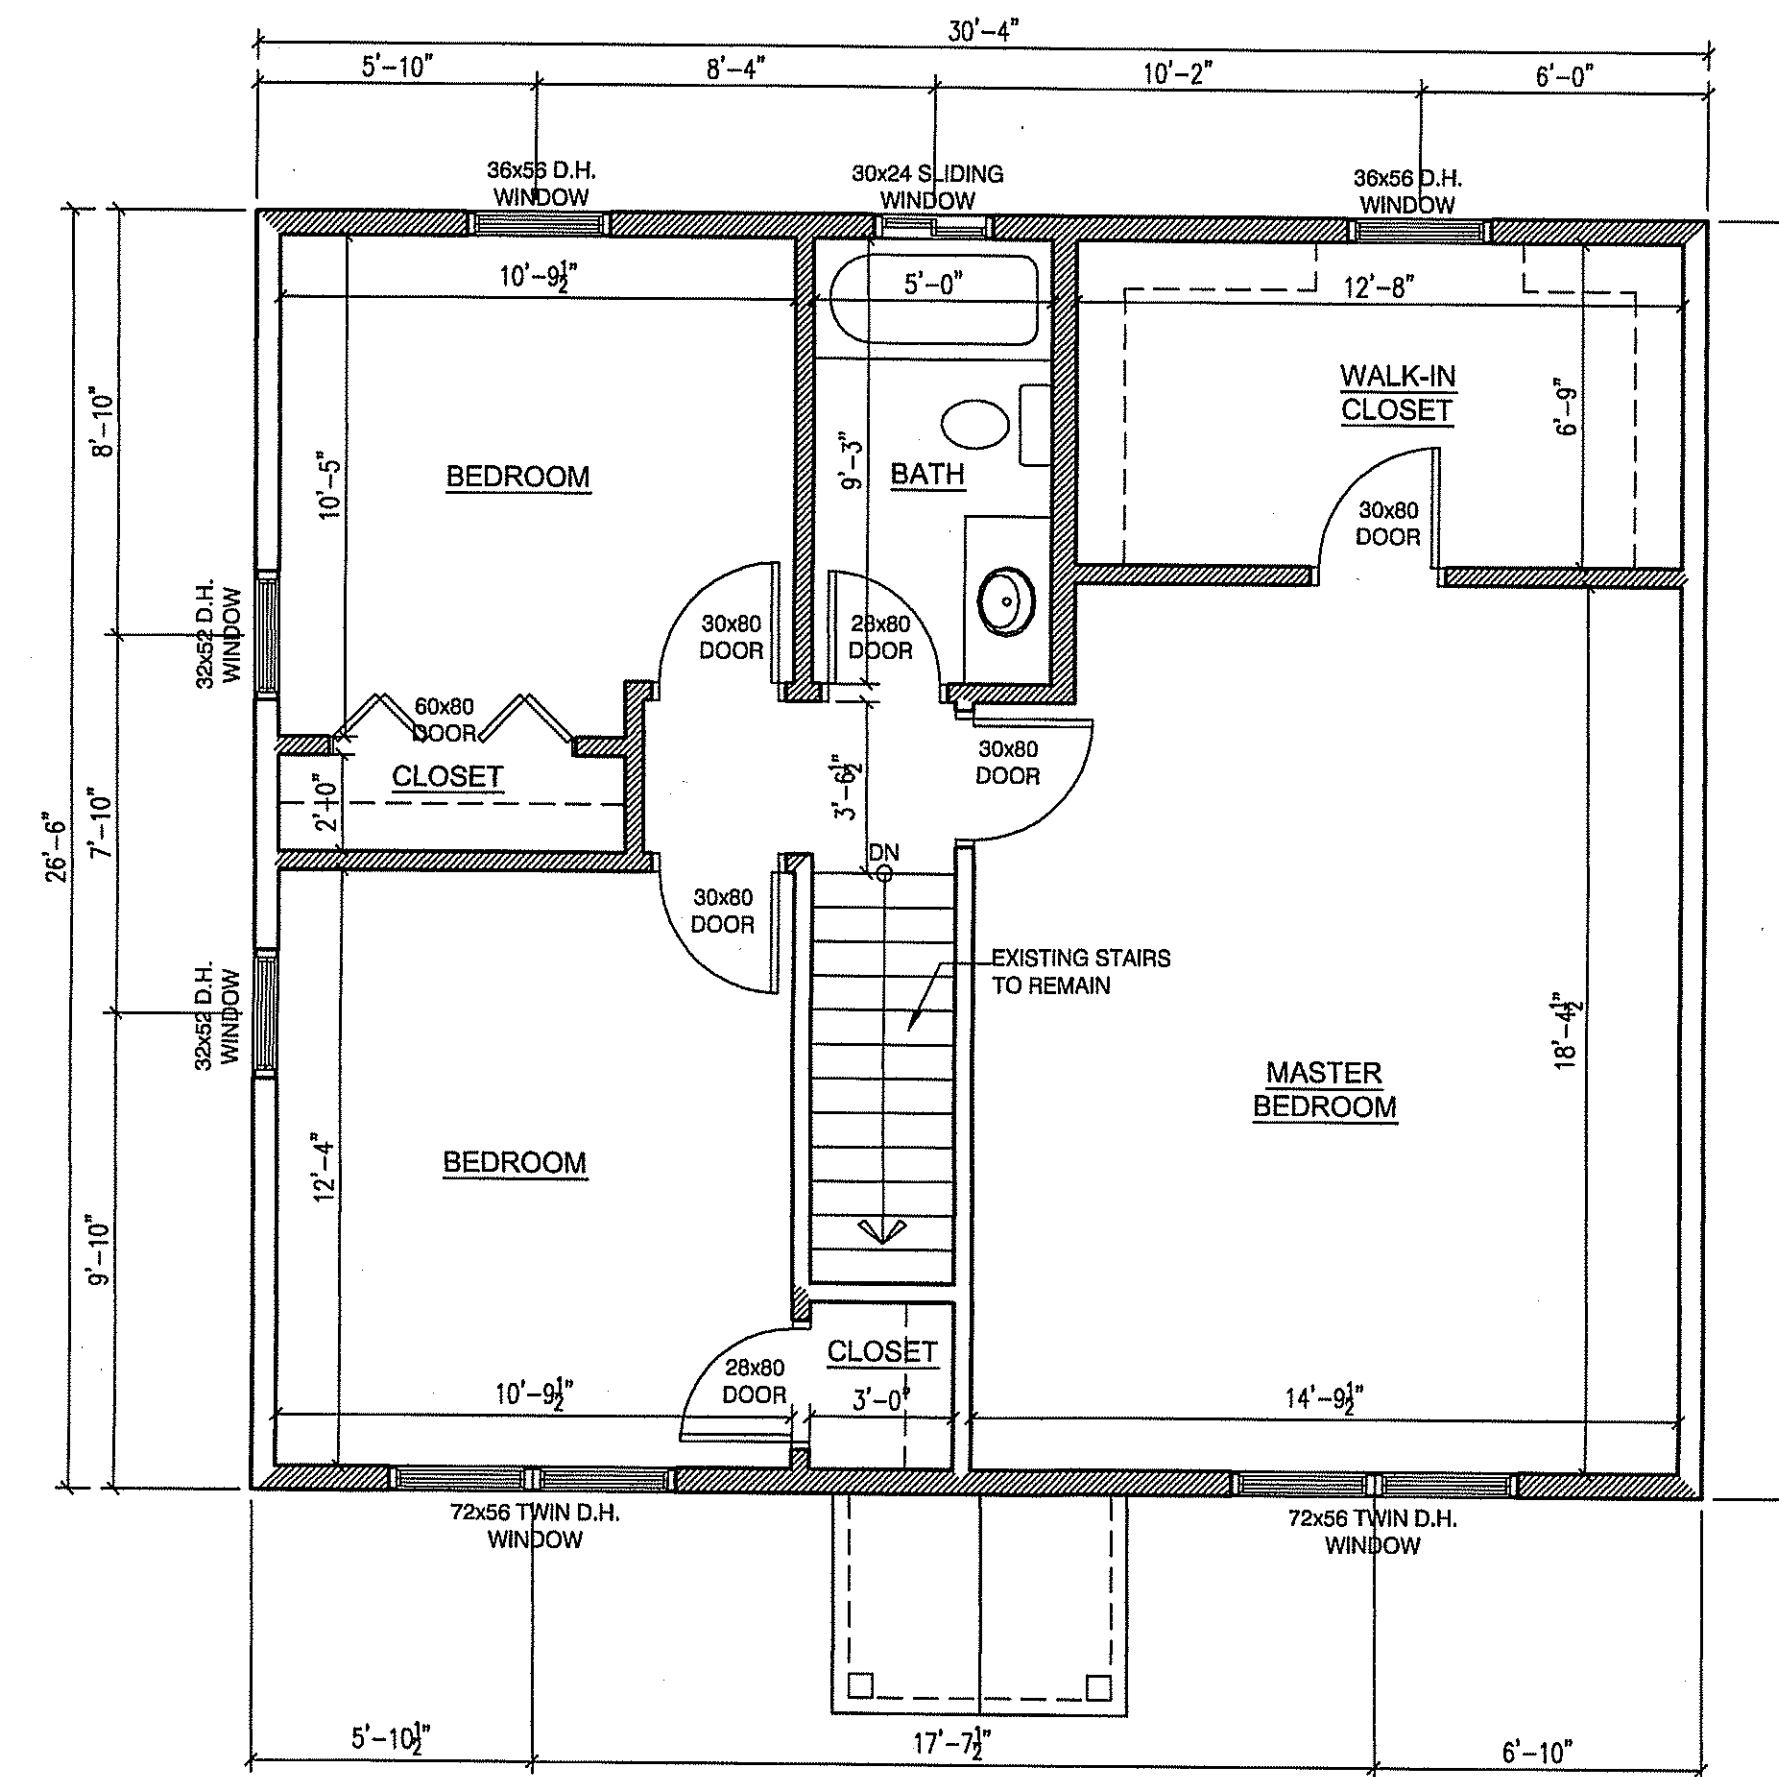 30'-4"
5'-10"
8'-4"
10'-2"
6'-0"
36x56 D.H.
WINDOW
30x24 SLIDING
WINDOW
36x56 D.H.
WINDOW
10'-9½"
5'-0"
12'-8"
WALK-IN
CLOSET
6'-9"
8'-10"
10'-5"
BEDROOM
9'-3"
BATH
30x80
DOOR
32x52 D.H.
WINDOW
30x80
DOOR
28x80
DOOR
60x80
DOOR
CLOSET
2'-0"
3'-6½"
30x80
DOOR
26'-6"
7'-10"
DN
30x80
DOOR
EXISTING STAIRS
TO REMAIN
32x52 D.H.
WINDOW
18'-4½"
MASTER
BEDROOM
12'-4"
BEDROOM
9'-10"
CLOSET
28x80
DOOR
10'-9½"
3'-0"
14'-9½"
72x56 TWIN D.H.
WINDOW
72x56 TWIN D.H.
WINDOW
5'-10½"
17'-7½"
6'-10"